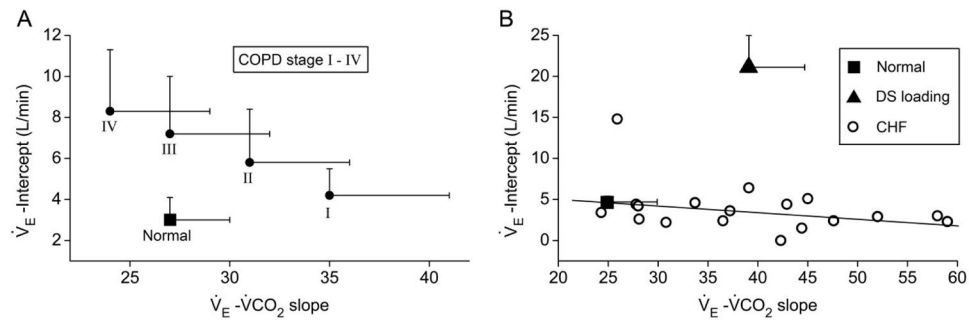 A
V̇E -Intercept (L/min)
12
10
8
6
4
2
COPD stage I - IV
IV
III
II
I
Normal
25
30
35
40
V̇E -V̇CO2 slope
B
V̇E -Intercept (L/min)
25
20
15
10
5
0
Normal
DS loading
CHF
20
25
30
35
40
45
50
55
60
V̇E -V̇CO2 slope